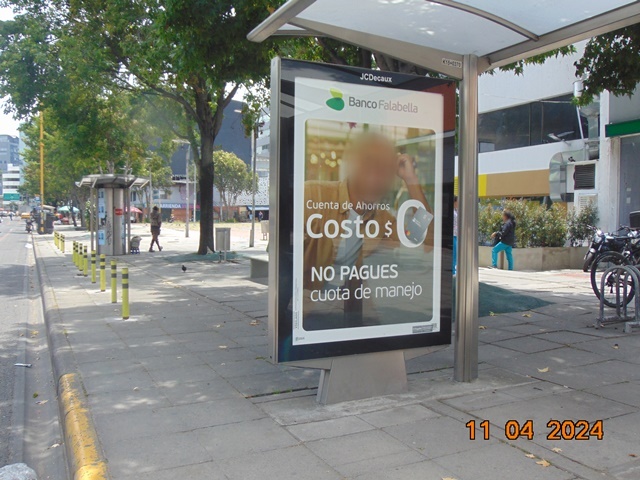 JCDecaux
Banco Falabella
Cuenta de Ahorros
Costo $0
NO PAGUES
cuota de manejo
11 04 2024